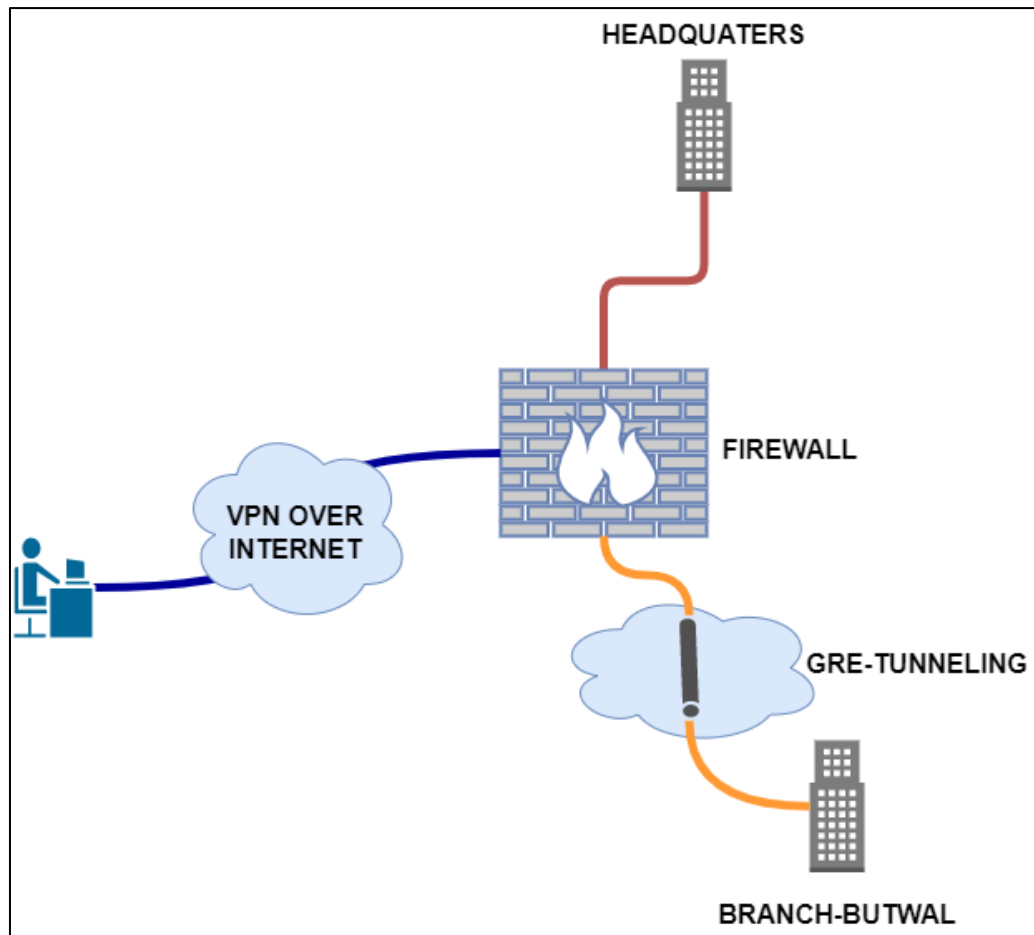 HEADQUATERS
FIREWALL
VPN OVER
INTERNET
GRE-TUNNELING
BRANCH-BUTWAL